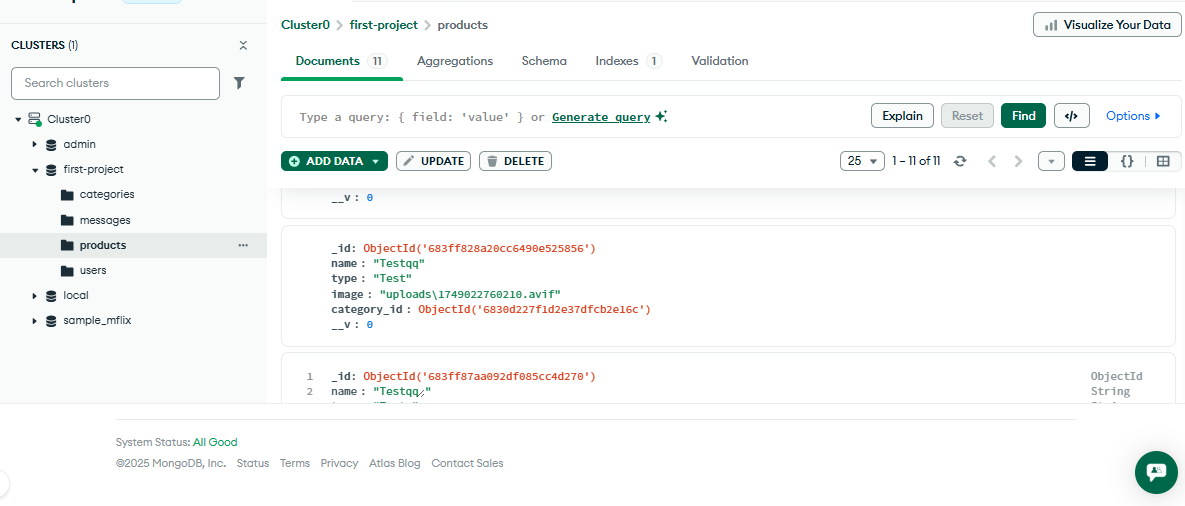 Cluster0 > first-project > products
Visualize Your Data
CLUSTERS (1)
Documents 11 Aggregations Schema Indexes 1 Validation
Search clusters
Type a query: { field: 'value' } or Generate query
Explain Reset Find </> Options
Cluster0
admin
first-project
categories
messages
products ...
users
local
sample_mflix
ADD DATA UPDATE DELETE
25 1 – 11 of 11 {}
__v : 0
_id: ObjectId('683ff828a20cc6490e525856')
name : "Testqq"
type : "Test"
image : "uploads\1749022760210.avif"
category_id : ObjectId('6830d227f1d2e37dfcb2e16c')
__v : 0
1 _id: ObjectId('683ff87aa092df085cc4d270') ObjectId
2 name : "Testqq " String
System Status: All Good
©2025 MongoDB, Inc. Status Terms Privacy Atlas Blog Contact Sales